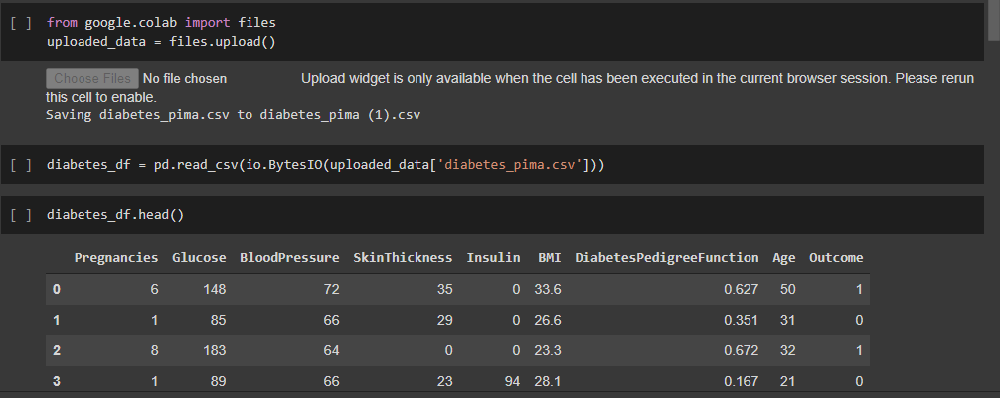 [ ] from google.colab import files
uploaded_data = files.upload()
Choose Files No file chosen Upload widget is only available when the cell has been executed in the current browser session. Please rerun
this cell to enable.
Saving diabetes_pima.csv to diabetes_pima (1).csv
[ ] diabetes_df = pd.read_csv(io.BytesIO(uploaded_data['diabetes_pima.csv']))
[ ] diabetes_df.head()
Pregnancies Glucose BloodPressure SkinThickness Insulin BMI DiabetesPedigreeFunction Age Outcome
0 6 148 72 35 0 33.6 0.627 50 1
1 1 85 66 29 0 26.6 0.351 31 0
2 8 183 64 0 0 23.3 0.672 32 1
3 1 89 66 23 94 28.1 0.167 21 0